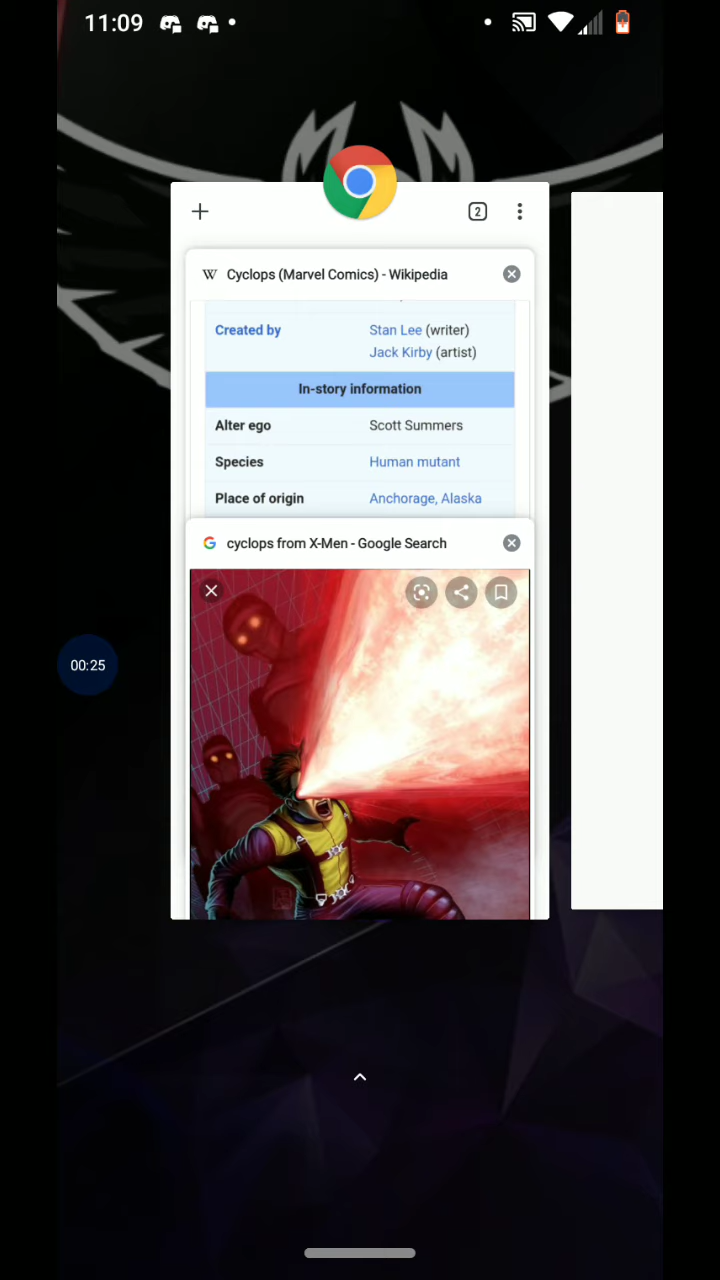 11:09
2
W Cyclops (Marvel Comics) - Wikipedia
Created by Stan Lee (writer)
Jack Kirby (artist)
In-story information
Alter ego Scott Summers
Species Human mutant
Place of origin Anchorage, Alaska
G cyclops from X-Men - Google Search
00:25